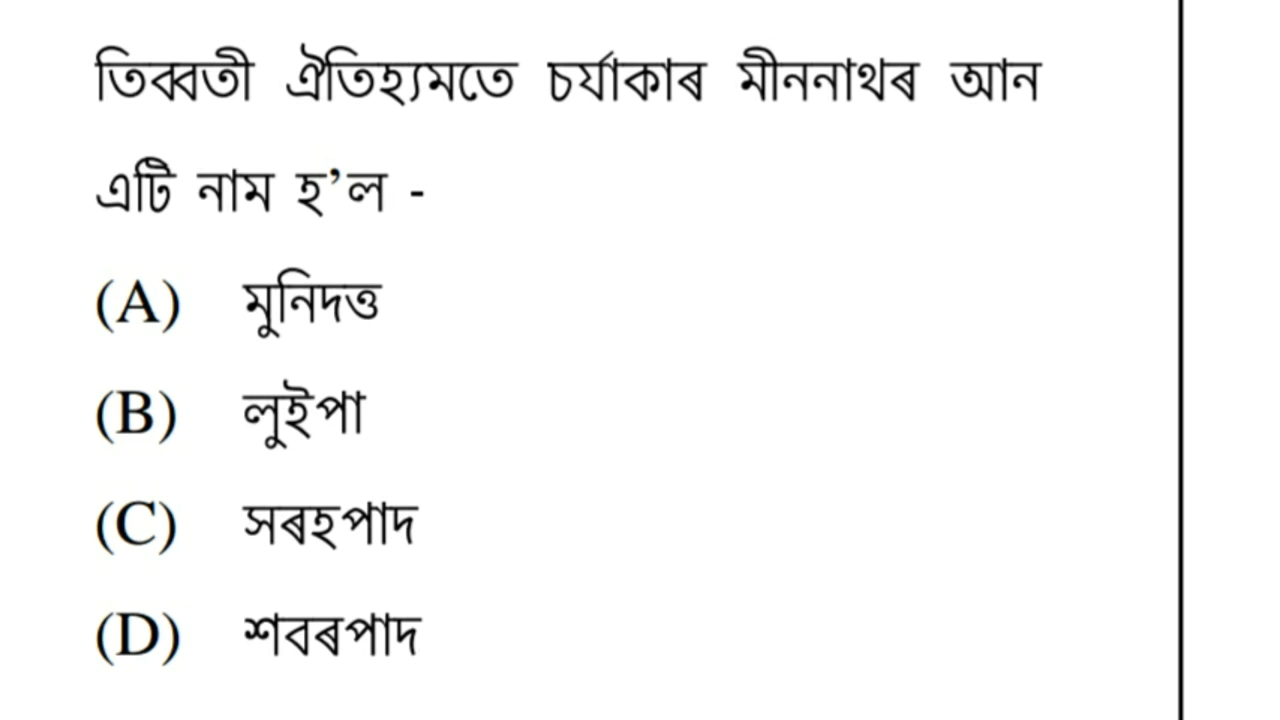 তিব্বতী ঐতিহ্যমতে চৰ্যাকাৰ মীননাথৰ আন
এটি নাম হ’ল -
(A) মুনিদত্ত
(B) লুইপা
(C) সৰহপাদ
(D) শবৰপাদ